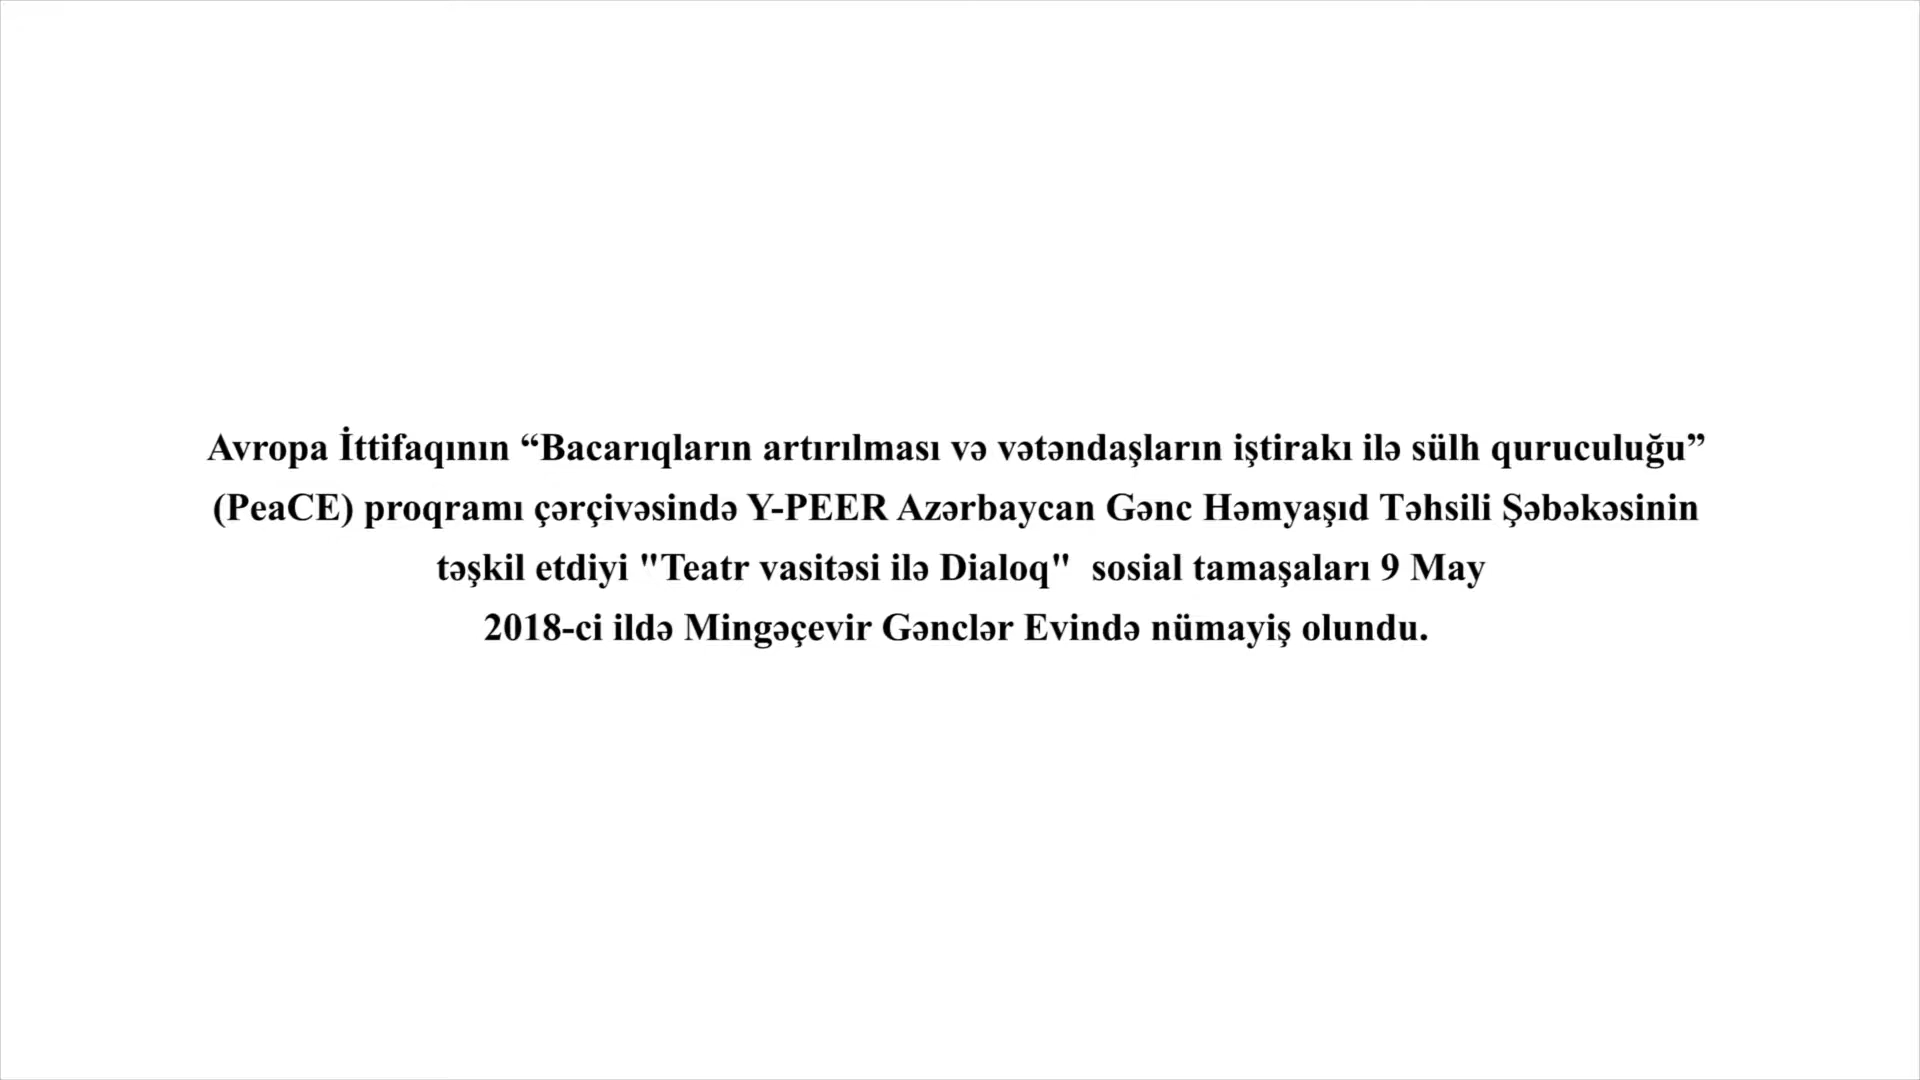 Avropa İttifaqının “Bacarıqların artırılması və vətəndaşların iştirakı ilə sülh quruculuğu”
(PeaCE) proqramı çərçivəsində Y-PEER Azərbaycan Gənc Həmyaşıd Təhsili Şəbəkəsinin
təşkil etdiyi "Teatr vasitəsi ilə Dialoq"  sosial tamaşaları 9 May
2018-ci ildə Mingəçevir Gənclər Evində nümayiş olundu.